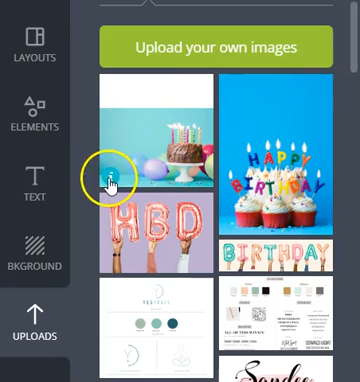 Upload your own images
LAYOUTS
ELEMENTS
TEXT
BKGROUND
UPLOADS
HAPPY
BIRTHDAY
HBD
BIRTHDAY